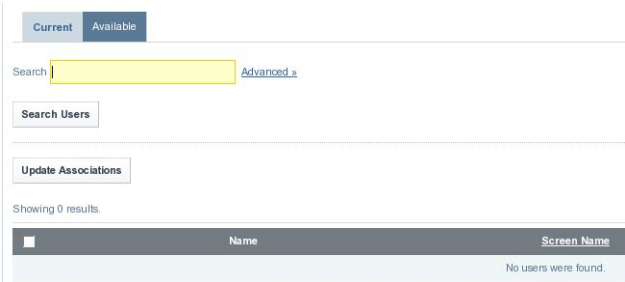 Current Available
Search Advanced »
Search Users
Update Associations
Showing 0 results.
Name Screen Name
No users were found.